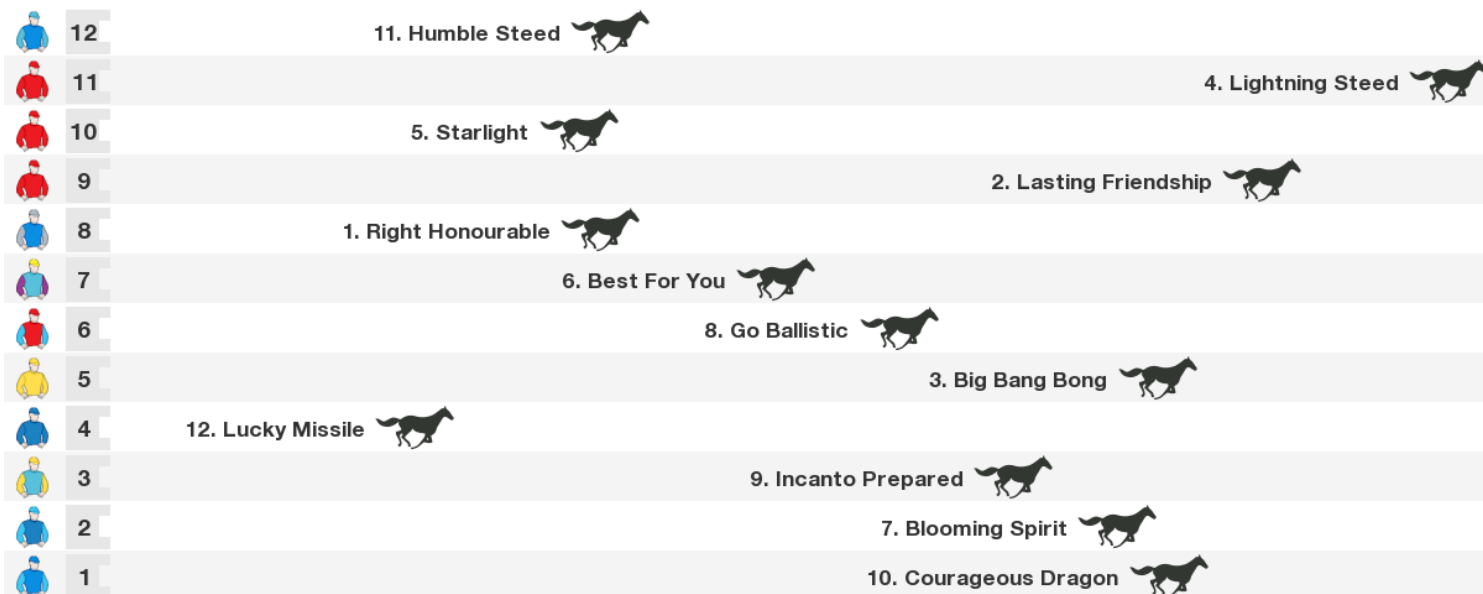 12 11. Humble Steed
11 4. Lightning Steed
10 5. Starlight
9 2. Lasting Friendship
8 1. Right Honourable
7 6. Best For You
6 8. Go Ballistic
5 3. Big Bang Bong
4 12. Lucky Missile
3 9. Incanto Prepared
2 7. Blooming Spirit
1 10. Courageous Dragon